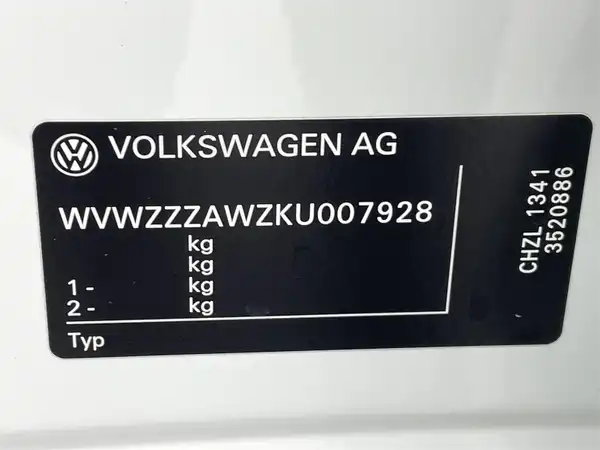 VOLKSWAGEN AG
WVWZZZAWZKU007928
kg
kg
1 - kg
2 - kg
Typ
CHZL 1341
3520886